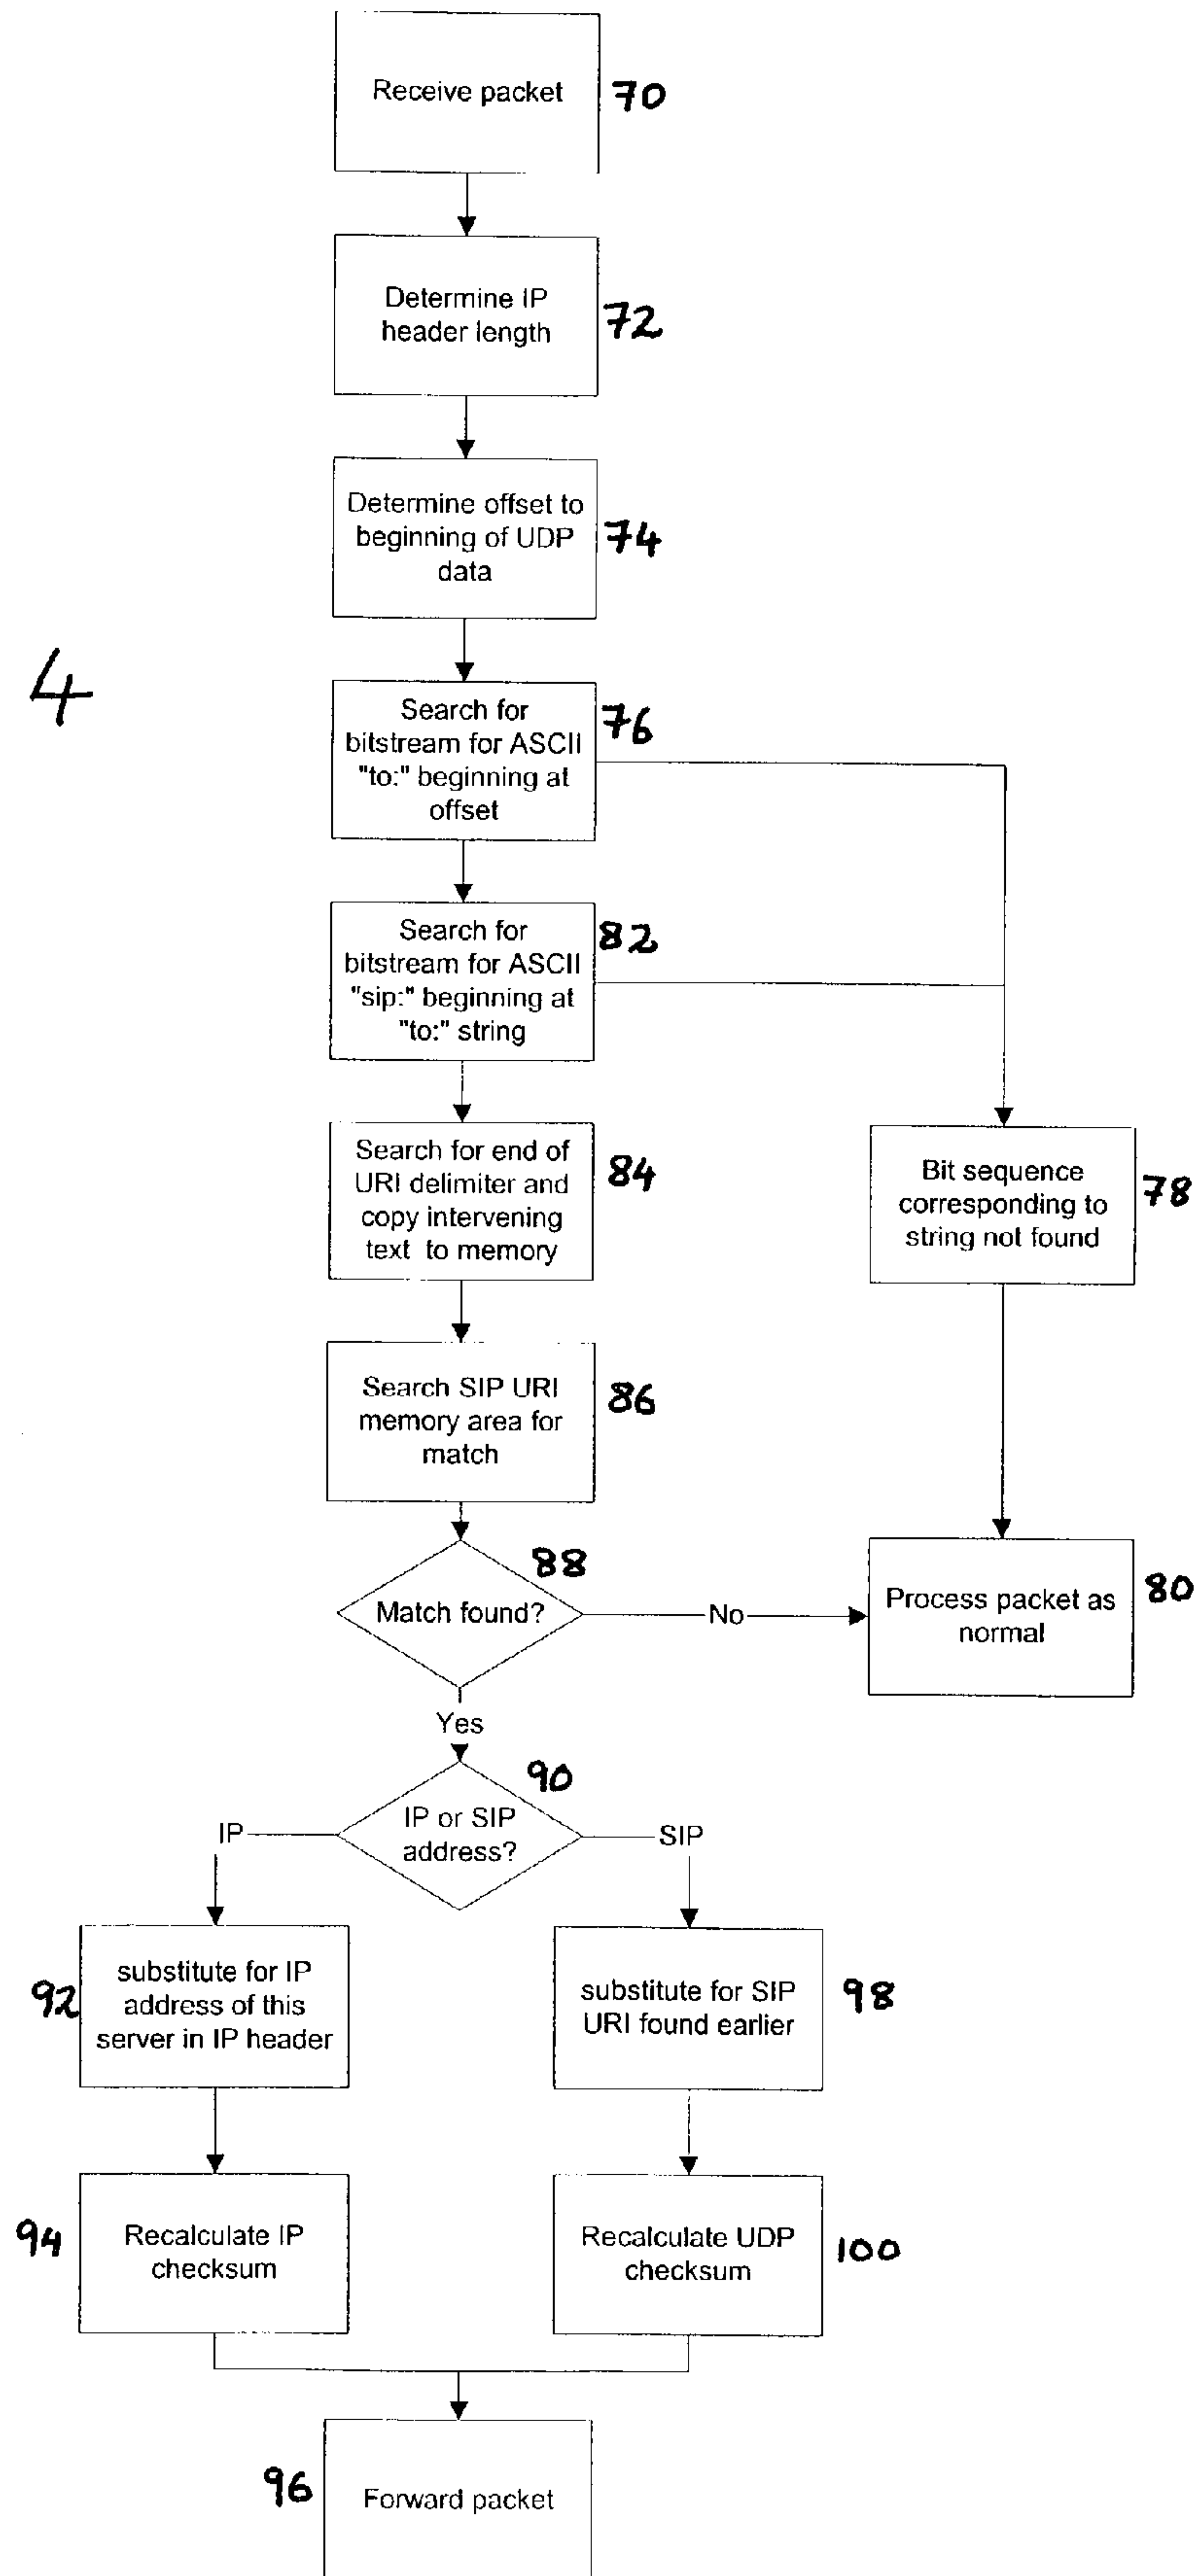 Receive packet
70
Determine IP
header length
72
Determine offset to
beginning of UDP
data
74
4
Search for
bitstream for ASCII
"to:" beginning at
offset
76
Search for
bitstream for ASCII
"sip:" beginning at
"to:" string
82
Search for end of
URI delimiter and
copy intervening
text to memory
84
Bit sequence
corresponding to
string not found
78
Search SIP URI
memory area for
match
86
Match found?
88
No
Process packet as
normal
80
Yes
IP or SIP
address?
90
IP
SIP
substitute for IP
address of this
server in IP header
92
substitute for SIP
URI found earlier
98
Recalculate IP
checksum
94
Recalculate UDP
checksum
100
Forward packet
96